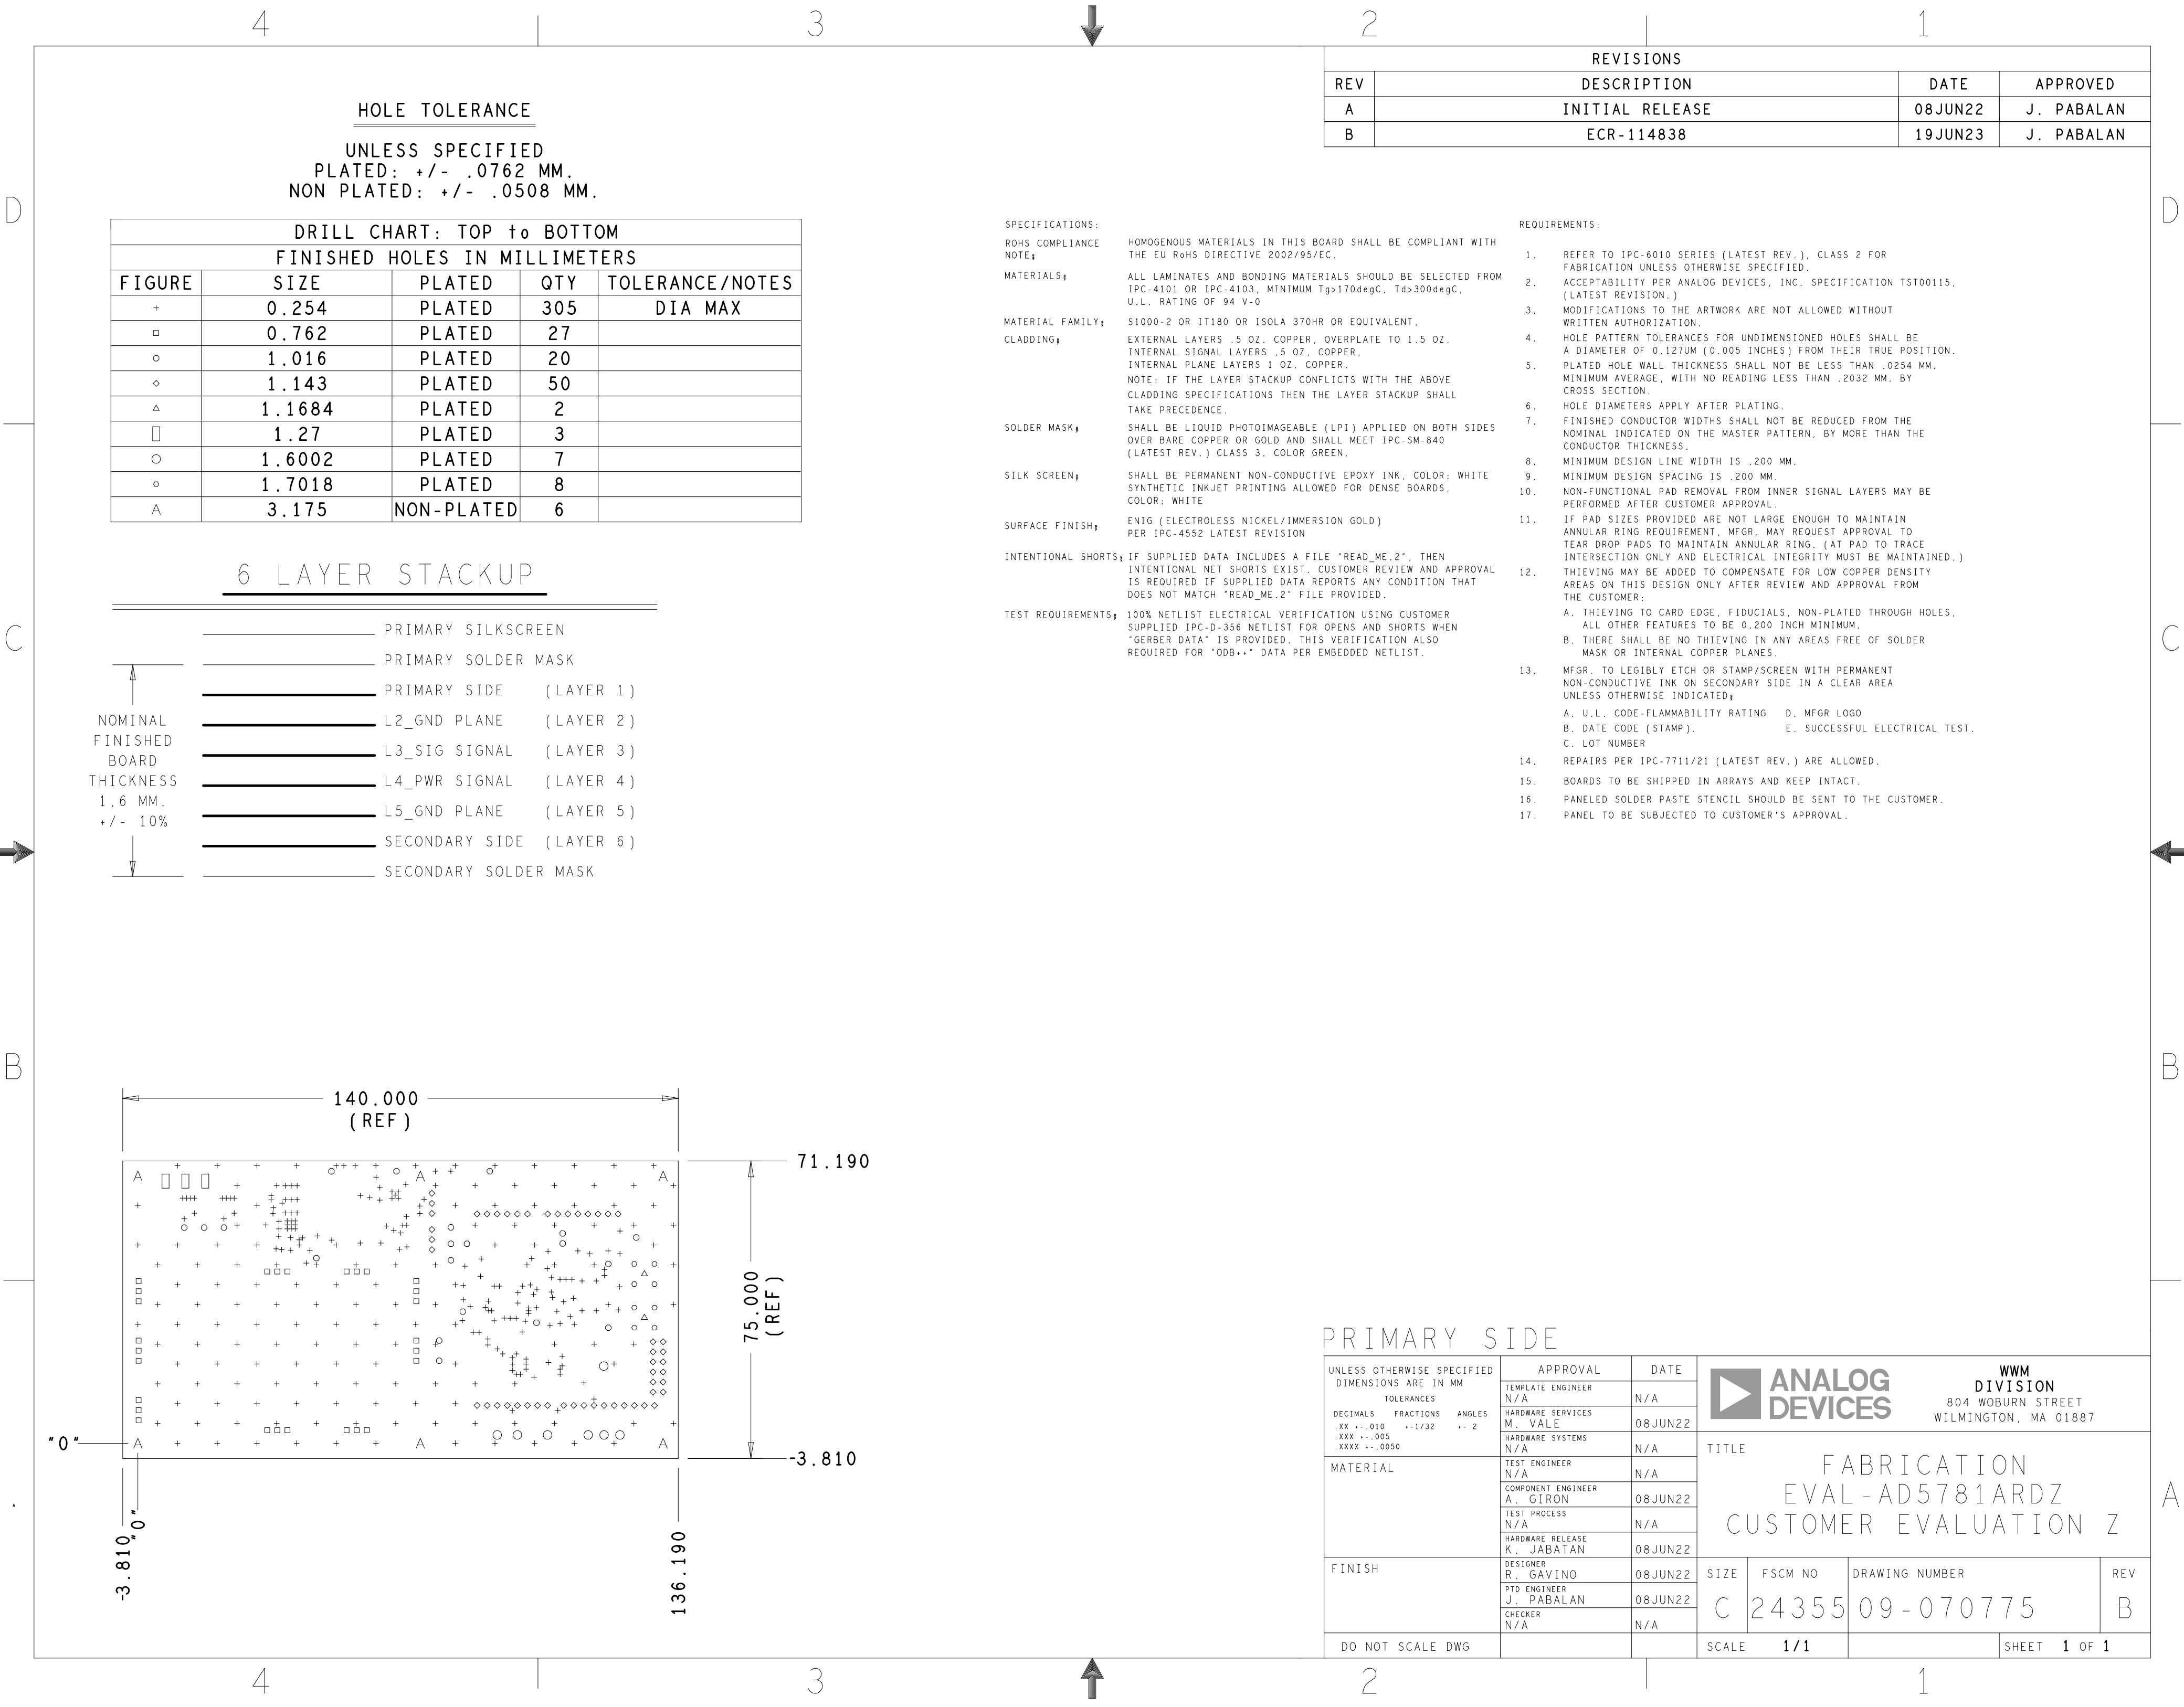 4 3 2 1
REVISIONS
REV DESCRIPTION DATE APPROVED
A INITIAL RELEASE 08JUN22 J. PABALAN
B ECR-114838 19JUN23 J. PABALAN
HOLE TOLERANCE
UNLESS SPECIFIED
PLATED: +/- .0762 MM.
NON PLATED: +/- .0508 MM.
D D
DRILL CHART: TOP to BOTTOM
FINISHED HOLES IN MILLIMETERS
FIGURE SIZE PLATED QTY TOLERANCE/NOTES
+ 0.254 PLATED 305 DIA MAX
0.762 PLATED 27
1.016 PLATED 20
1.143 PLATED 50
1.1684 PLATED 2
1.27 PLATED 3
1.6002 PLATED 7
1.7018 PLATED 8
A 3.175 NON-PLATED 6
SPECIFICATIONS:
ROHS COMPLIANCE NOTE; HOMOGENOUS MATERIALS IN THIS BOARD SHALL BE COMPLIANT WITH
THE EU RoHS DIRECTIVE 2002/95/EC.
MATERIALS; ALL LAMINATES AND BONDING MATERIALS SHOULD BE SELECTED FROM
IPC-4101 OR IPC-4103, MINIMUM Tg>170degC, Td>300degC,
U.L. RATING OF 94 V-0
MATERIAL FAMILY; S1000-2 OR IT180 OR ISOLA 370HR OR EQUIVALENT.
CLADDING; EXTERNAL LAYERS .5 OZ. COPPER, OVERPLATE TO 1.5 OZ.
INTERNAL SIGNAL LAYERS .5 OZ. COPPER.
INTERNAL PLANE LAYERS 1 OZ. COPPER.
NOTE: IF THE LAYER STACKUP CONFLICTS WITH THE ABOVE
CLADDING SPECIFICATIONS THEN THE LAYER STACKUP SHALL
TAKE PRECEDENCE.
SOLDER MASK; SHALL BE LIQUID PHOTOIMAGEABLE (LPI) APPLIED ON BOTH SIDES
OVER BARE COPPER OR GOLD AND SHALL MEET IPC-SM-840
(LATEST REV.) CLASS 3. COLOR GREEN.
SILK SCREEN; SHALL BE PERMANENT NON-CONDUCTIVE EPOXY INK, COLOR: WHITE
SYNTHETIC INKJET PRINTING ALLOWED FOR DENSE BOARDS,
COLOR: WHITE
SURFACE FINISH; ENIG (ELECTROLESS NICKEL/IMMERSION GOLD)
PER IPC-4552 LATEST REVISION
INTENTIONAL SHORTS; IF SUPPLIED DATA INCLUDES A FILE "READ_ME.2", THEN
INTENTIONAL NET SHORTS EXIST. CUSTOMER REVIEW AND APPROVAL
IS REQUIRED IF SUPPLIED DATA REPORTS ANY CONDITION THAT
DOES NOT MATCH "READ_ME.2" FILE PROVIDED.
TEST REQUIREMENTS; 100% NETLIST ELECTRICAL VERIFICATION USING CUSTOMER
SUPPLIED IPC-D-356 NETLIST FOR OPENS AND SHORTS WHEN
"GERBER DATA" IS PROVIDED. THIS VERIFICATION ALSO
REQUIRED FOR "ODB++" DATA PER EMBEDDED NETLIST.
REQUIREMENTS:
1. REFER TO IPC-6010 SERIES (LATEST REV.), CLASS 2 FOR
FABRICATION UNLESS OTHERWISE SPECIFIED.
2. ACCEPTABILITY PER ANALOG DEVICES, INC. SPECIFICATION TST00115,
(LATEST REVISION.)
3. MODIFICATIONS TO THE ARTWORK ARE NOT ALLOWED WITHOUT
WRITTEN AUTHORIZATION.
4. HOLE PATTERN TOLERANCES FOR UNDIMENSIONED HOLES SHALL BE
A DIAMETER OF 0.127UM (0.005 INCHES) FROM THEIR TRUE POSITION.
5. PLATED HOLE WALL THICKNESS SHALL NOT BE LESS THAN .0254 MM.
MINIMUM AVERAGE, WITH NO READING LESS THAN .2032 MM. BY
CROSS SECTION.
6. HOLE DIAMETERS APPLY AFTER PLATING.
7. FINISHED CONDUCTOR WIDTHS SHALL NOT BE REDUCED FROM THE
NOMINAL INDICATED ON THE MASTER PATTERN, BY MORE THAN THE
CONDUCTOR THICKNESS.
8. MINIMUM DESIGN LINE WIDTH IS .200 MM.
9. MINIMUM DESIGN SPACING IS .200 MM.
10. NON-FUNCTIONAL PAD REMOVAL FROM INNER SIGNAL LAYERS MAY BE
PERFORMED AFTER CUSTOMER APPROVAL.
11. IF PAD SIZES PROVIDED ARE NOT LARGE ENOUGH TO MAINTAIN
ANNULAR RING REQUIREMENT, MFGR. MAY REQUEST APPROVAL TO
TEAR DROP PADS TO MAINTAIN ANNULAR RING. (AT PAD TO TRACE
INTERSECTION ONLY AND ELECTRICAL INTEGRITY MUST BE MAINTAINED.)
12. THIEVING MAY BE ADDED TO COMPENSATE FOR LOW COPPER DENSITY
AREAS ON THIS DESIGN ONLY AFTER REVIEW AND APPROVAL FROM
THE CUSTOMER:
A. THIEVING TO CARD EDGE, FIDUCIALS, NON-PLATED THROUGH HOLES,
ALL OTHER FEATURES TO BE 0.200 INCH MINIMUM.
B. THERE SHALL BE NO THIEVING IN ANY AREAS FREE OF SOLDER
MASK OR INTERNAL COPPER PLANES.
13. MFGR. TO LEGIBLY ETCH OR STAMP/SCREEN WITH PERMANENT
NON-CONDUCTIVE INK ON SECONDARY SIDE IN A CLEAR AREA
UNLESS OTHERWISE INDICATED;
A. U.L. CODE-FLAMMABILITY RATING D. MFGR LOGO
B. DATE CODE (STAMP). E. SUCCESSFUL ELECTRICAL TEST.
C. LOT NUMBER
14. REPAIRS PER IPC-7711/21 (LATEST REV.) ARE ALLOWED.
15. BOARDS TO BE SHIPPED IN ARRAYS AND KEEP INTACT.
16. PANELED SOLDER PASTE STENCIL SHOULD BE SENT TO THE CUSTOMER.
17. PANEL TO BE SUBJECTED TO CUSTOMER'S APPROVAL.
6 LAYER STACKUP
C C
PRIMARY SILKSCREEN
PRIMARY SOLDER MASK
PRIMARY SIDE (LAYER 1)
L2_GND PLANE (LAYER 2)
L3_SIG SIGNAL (LAYER 3)
L4_PWR SIGNAL (LAYER 4)
L5_GND PLANE (LAYER 5)
SECONDARY SIDE (LAYER 6)
SECONDARY SOLDER MASK
NOMINAL
FINISHED
BOARD
THICKNESS
1.6 MM.
+/- 10%
B B
140.000
(REF)
71.190
A A A
75.000
(REF)
"0" A A A
-3.810
-3.810
"0"
136.190
A A
PRIMARY SIDE
UNLESS OTHERWISE SPECIFIED
DIMENSIONS ARE IN MM
TOLERANCES
DECIMALS FRACTIONS ANGLES
.XX +-.010 +-1/32 +- 2
.XXX +-.005
.XXXX +-.0050
MATERIAL
FINISH
DO NOT SCALE DWG
APPROVAL DATE
TEMPLATE ENGINEER
N/A N/A
HARDWARE SERVICES
M. VALE 08JUN22
HARDWARE SYSTEMS
N/A N/A
TEST ENGINEER
N/A N/A
COMPONENT ENGINEER
A. GIRON 08JUN22
TEST PROCESS
N/A N/A
HARDWARE RELEASE
K. JABATAN 08JUN22
DESIGNER
R. GAVINO 08JUN22
PTD ENGINEER
J. PABALAN 08JUN22
CHECKER
N/A N/A
ANALOG
DEVICES
WWM
DIVISION
804 WOBURN STREET
WILMINGTON, MA 01887
TITLE
FABRICATION
EVAL-AD5781ARDZ
CUSTOMER EVALUATION Z
SIZE FSCM NO DRAWING NUMBER REV
C 24355 09-070775 B
SCALE 1/1 SHEET 1 OF 1
4 3 2 1